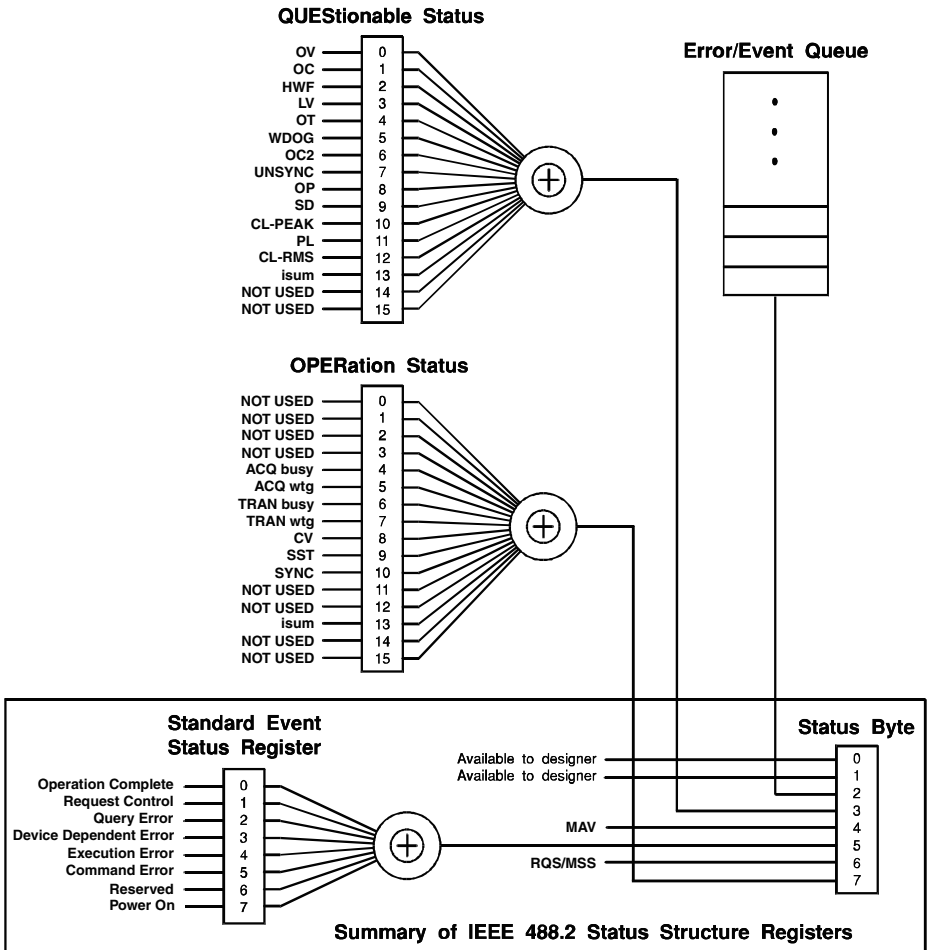 QUEStionable Status
OV 0
OC 1
HWF 2
LV 3
OT 4
WDOG 5
OC2 6
UNSYNC 7
OP 8
SD 9
CL-PEAK 10
PL 11
CL-RMS 12
isum 13
NOT USED 14
NOT USED 15
Error/Event Queue
OPERation Status
NOT USED 0
NOT USED 1
NOT USED 2
NOT USED 3
ACQ busy 4
ACQ wtg 5
TRAN busy 6
TRAN wtg 7
CV 8
SST 9
SYNC 10
NOT USED 11
NOT USED 12
isum 13
NOT USED 14
NOT USED 15
Standard Event
Status Register
Operation Complete 0
Request Control 1
Query Error 2
Device Dependent Error 3
Execution Error 4
Command Error 5
Reserved 6
Power On 7
Status Byte
Available to designer 0
Available to designer 1
2
3
MAV 4
5
RQS/MSS 6
7
Summary of IEEE 488.2 Status Structure Registers